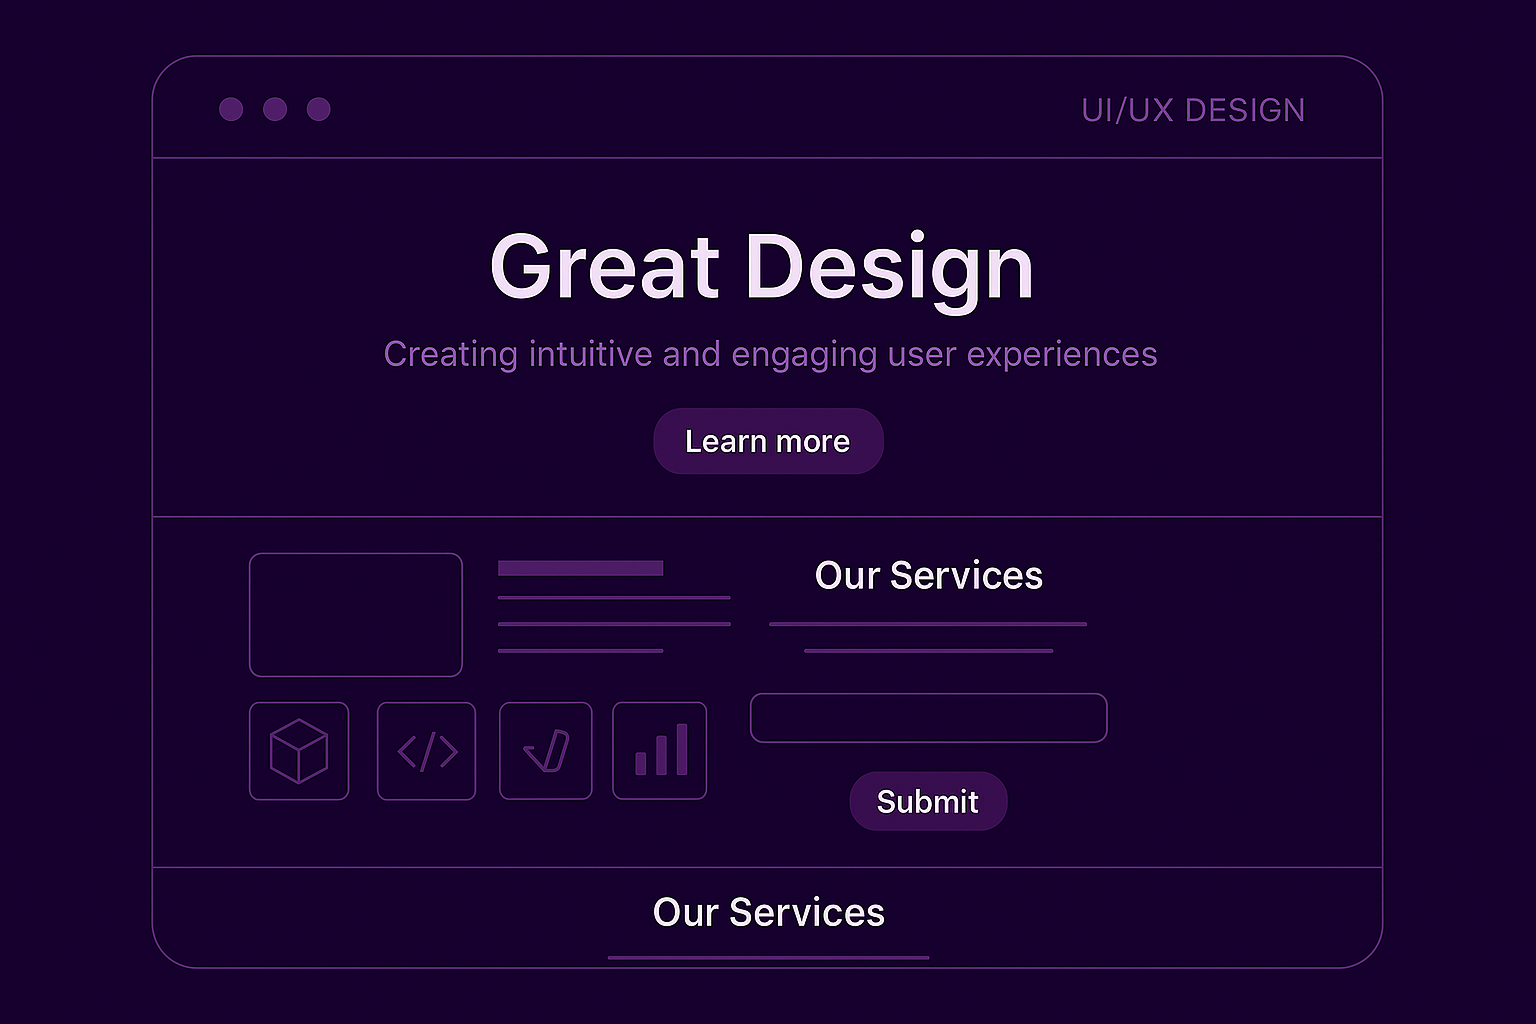 UI/UX DESIGN
Great Design
Creating intuitive and engaging user experiences
Learn more
Our Services
Submit
Our Services